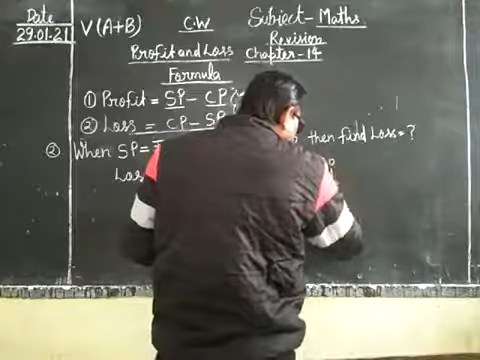 Date V (A+B) C.W Subject - Maths
29.01.21 Revision
Profit and Loss Chapter - 14
Formula
① Profit = SP - CP
② Loss = CP - SP
② When SP = then find Loss = ?
Los